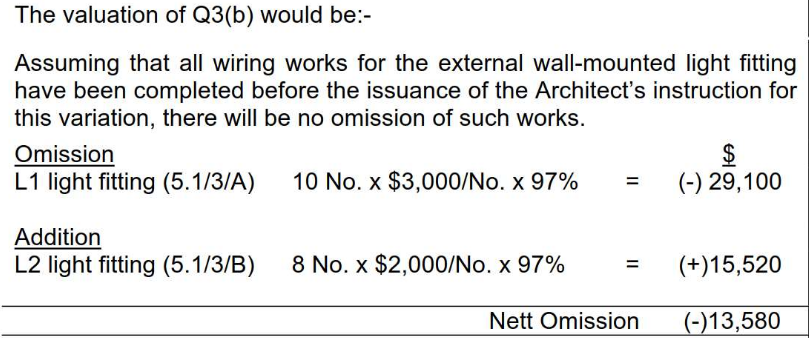 The valuation of Q3(b) would be:-
Assuming that all wiring works for the external wall-mounted light fitting
have been completed before the issuance of the Architect’s instruction for
this variation, there will be no omission of such works.
Omission $
L1 light fitting (5.1/3/A) 10 No. x $3,000/No. x 97% = (-) 29,100
Addition
L2 light fitting (5.1/3/B) 8 No. x $2,000/No. x 97% = (+)15,520
Nett Omission (-)13,580